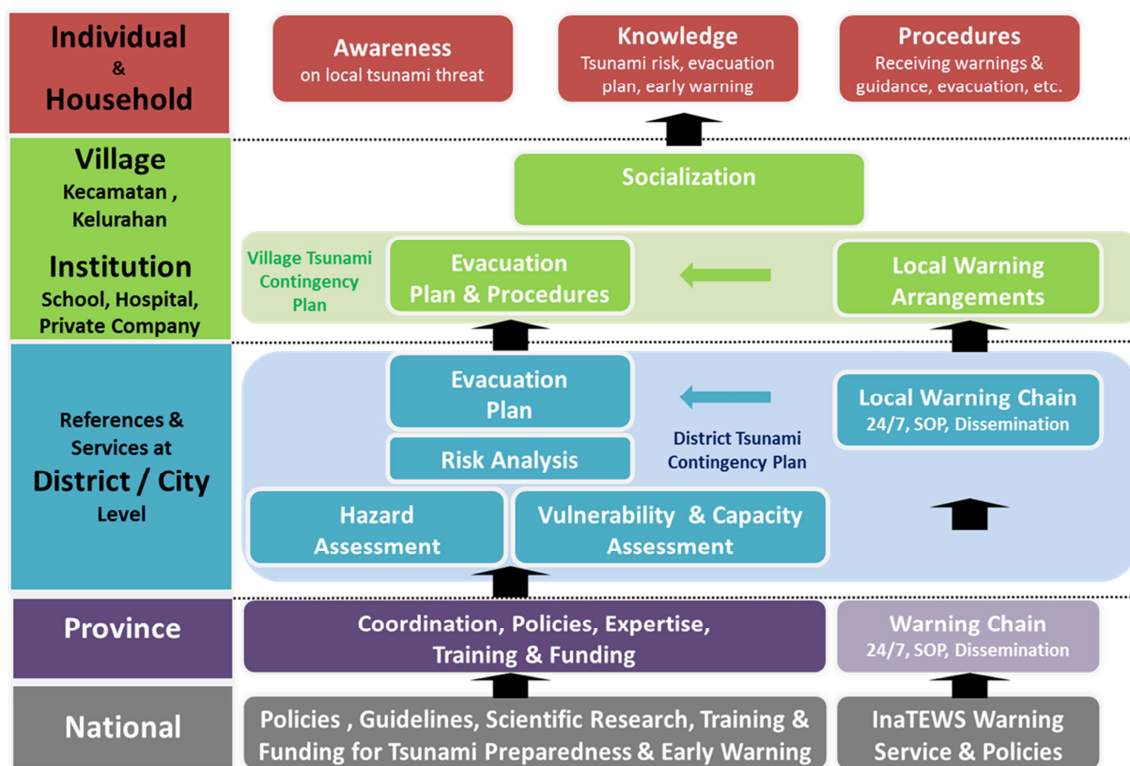 Individual
&
Household
Awareness
on local tsunami threat
Knowledge
Tsunami risk, evacuation
plan, early warning
Procedures
Receiving warnings &
guidance, evacuation, etc.
Village
Kecamatan ,
Kelurahan
Institution
School, Hospital,
Private Company
Socialization
Village Tsunami
Contingency
Plan
Evacuation
Plan & Procedures
Local Warning
Arrangements
References &
Services at
District / City
Level
Evacuation
Plan
Risk Analysis
District Tsunami
Contingency Plan
Local Warning Chain
24/7, SOP, Dissemination
Hazard
Assessment
Vulnerability & Capacity
Assessment
Province
Coordination, Policies, Expertise,
Training & Funding
Warning Chain
24/7, SOP, Dissemination
National
Policies , Guidelines, Scientific Research, Training &
Funding for Tsunami Preparedness & Early Warning
InaTEWS Warning
Service & Policies